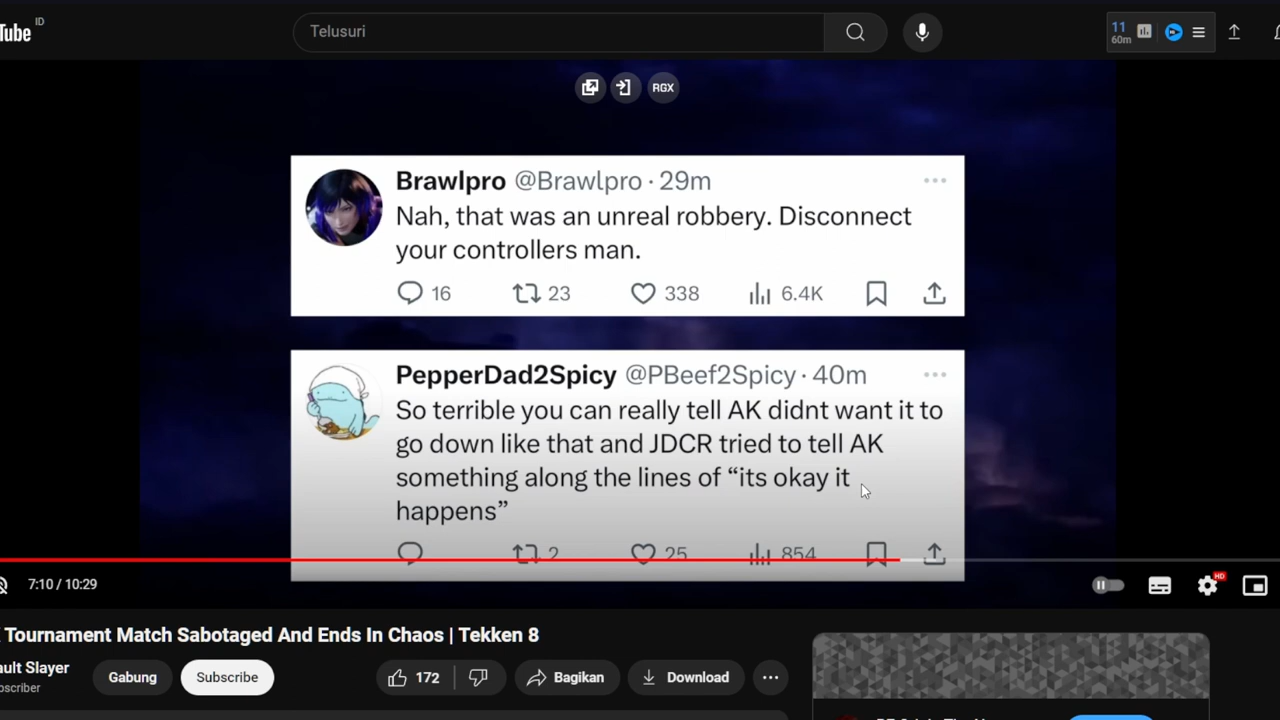 Tube ID
Telusuri
11
60m
RGX
Brawlpro @Brawlpro · 29m
Nah, that was an unreal robbery. Disconnect
your controllers man.
16 23 338 6.4K
PepperDad2Spicy @PBeef2Spicy · 40m
So terrible you can really tell AK didnt want it to
go down like that and JDCR tried to tell AK
something along the lines of “its okay it
happens”
2 25 854
7:10 / 10:29
HD
Tournament Match Sabotaged And Ends In Chaos | Tekken 8
ault Slayer
bscriber
Gabung
Subscribe
172
Bagikan
Download